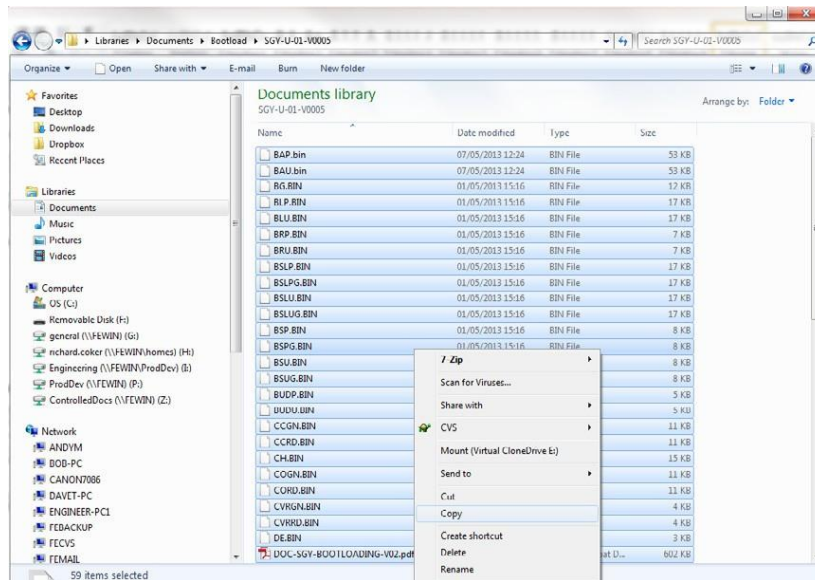 Libraries ▸ Documents ▸ Bootload ▸ SGY-U-01-V0005
Search SGY-U-01-V0005
Organize Open Share with E-mail Burn New folder
Favorites
Desktop
Downloads
Dropbox
Recent Places
Libraries
Documents
Music
Pictures
Videos
Computer
OS (C:)
Removable Disk (F:)
general (\\FEWIN) (G:)
richard.coker (\\FEWIN\homes) (H:)
Engineering (\\FEWIN\ProdDev) (I:)
ProdDev (\\FEWIN) (P:)
ControlledDocs (\\FEWIN) (Z:)
Network
ANDYM
BOB-PC
CANON7086
DAVET-PC
ENGINEER-PC1
FEBACKUP
FECVS
FEMAIL
Documents library
SGY-U-01-V0005
Arrange by: Folder
Name Date modified Type Size
BAP.bin 07/05/2013 12:24 BIN File 53 KB
BAU.bin 07/05/2013 12:24 BIN File 53 KB
BG.BIN 01/05/2013 15:16 BIN File 12 KB
BLP.BIN 01/05/2013 15:16 BIN File 17 KB
BLU.BIN 01/05/2013 15:16 BIN File 17 KB
BRP.BIN 01/05/2013 15:16 BIN File 7 KB
BRU.BIN 01/05/2013 15:16 BIN File 7 KB
BSLP.BIN 01/05/2013 15:16 BIN File 17 KB
BSLPG.BIN 01/05/2013 15:16 BIN File 17 KB
BSLU.BIN 01/05/2013 15:16 BIN File 17 KB
BSLUG.BIN 01/05/2013 15:16 BIN File 17 KB
BSP.BIN 01/05/2013 15:16 BIN File 8 KB
BSPG.BIN 01/05/2013 15:16 BIN File 8 KB
BSU.BIN 8 KB
BSUG.BIN 8 KB
BUDP.BIN 5 KB
BUDU.BIN 5 KB
CCGN.BIN 11 KB
CCRD.BIN 11 KB
CH.BIN 15 KB
COGN.BIN 11 KB
CORD.BIN 11 KB
CVRGN.BIN 4 KB
CVRRD.BIN 4 KB
DE.BIN 3 KB
DOC-SGY-BOOTLOADING-V02.pdf at D... 602 KB
7-Zip
Scan for Viruses...
Share with
CVS
Mount (Virtual CloneDrive E:)
Send to
Cut
Copy
Create shortcut
Delete
Rename
59 items selected